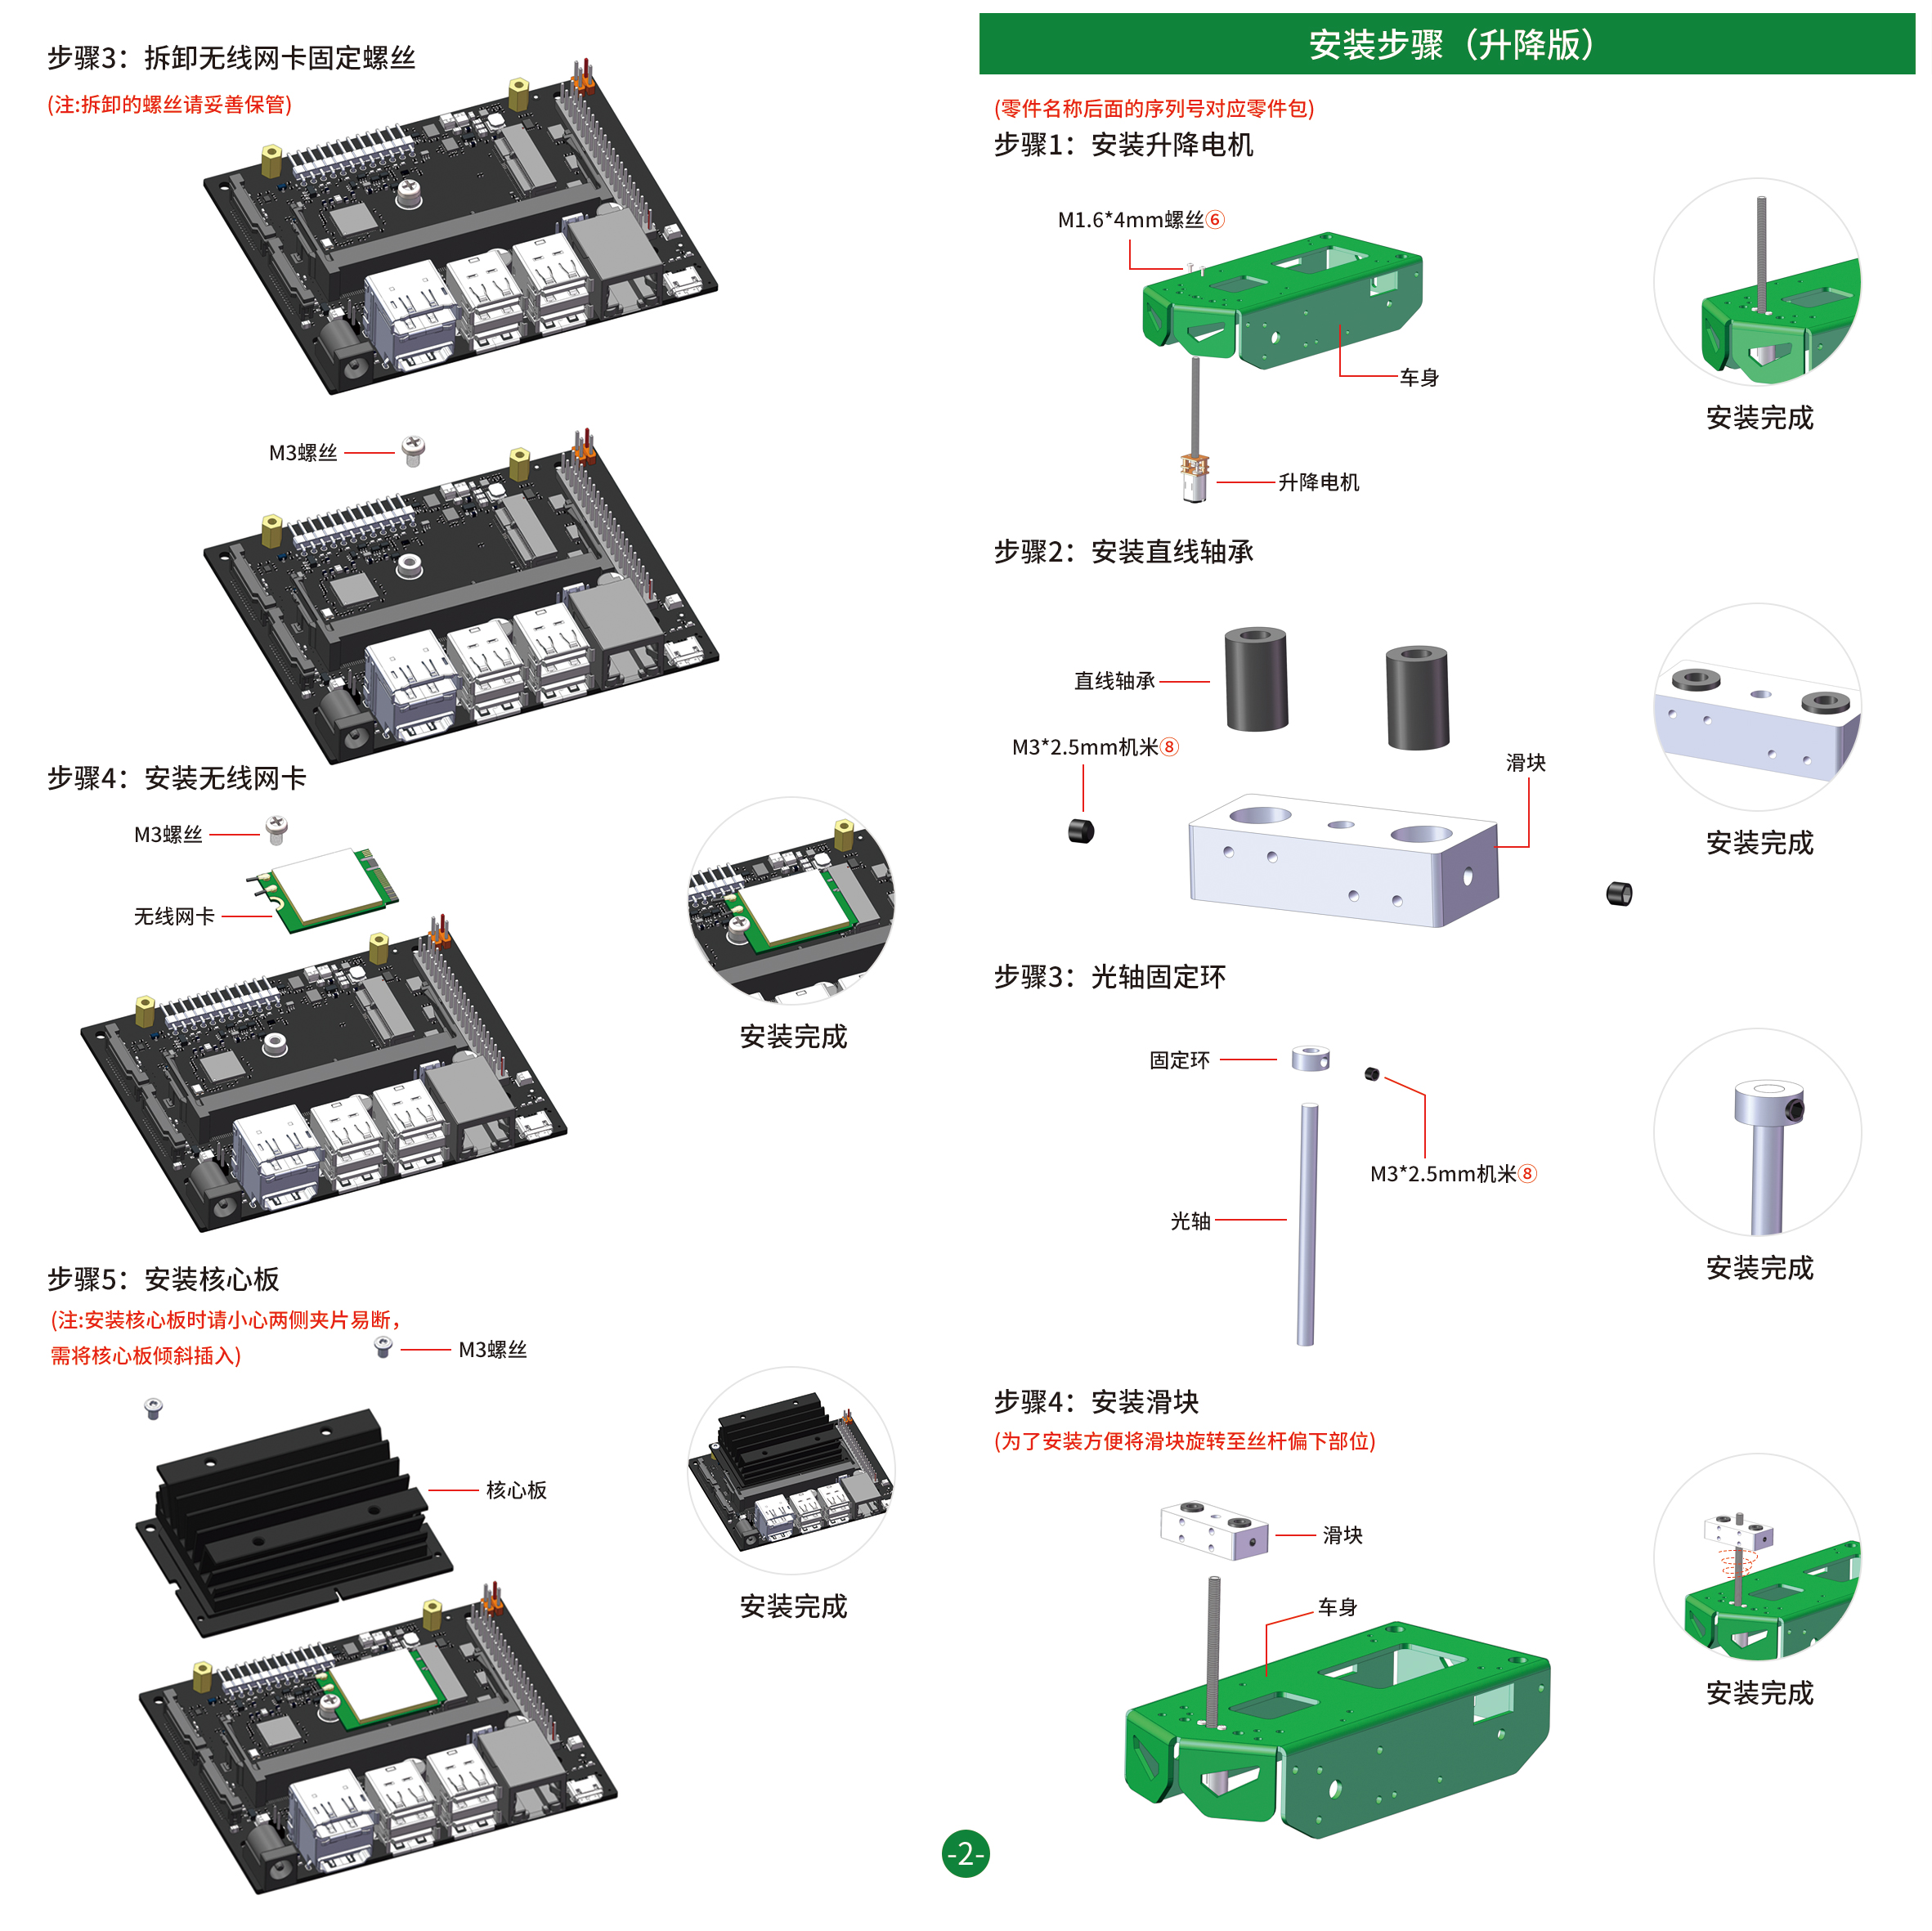 步骤3：拆卸无线网卡固定螺丝
(注:拆卸的螺丝请妥善保管)
M3螺丝
步骤4：安装无线网卡
M3螺丝
无线网卡
安装完成
步骤5：安装核心板
(注:安装核心板时请小心两侧夹片易断，
需将核心板倾斜插入)
M3螺丝
核心板
安装完成
安装步骤（升降版）
(零件名称后面的序列号对应零件包)
步骤1：安装升降电机
M1.6*4mm螺丝⑥
车身
升降电机
安装完成
步骤2：安装直线轴承
直线轴承
M3*2.5mm机米⑧
滑块
安装完成
步骤3：光轴固定环
固定环
M3*2.5mm机米⑧
光轴
安装完成
步骤4：安装滑块
(为了安装方便将滑块旋转至丝杆偏下部位)
滑块
车身
安装完成
-2-